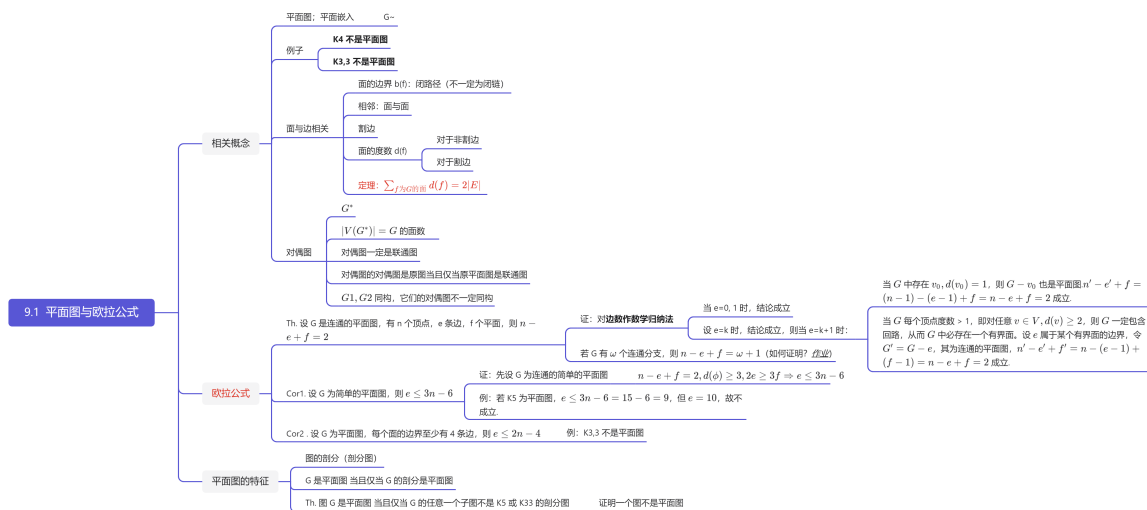 9.1 平面图与欧拉公式
相关概念
平面图；平面嵌入 G~
例子
K4 不是平面图
K3,3 不是平面图
面与边相关
面的边界 b(f)：闭路径（不一定为闭链）
相邻：面与面
割边
面的度数 d(f)
对于非割边
对于割边
定理：∑_{f为G的面} d(f) = 2|E|
对偶图
G*
|V(G*)| = G 的面数
对偶图一定是联通图
对偶图的对偶图是原图当且仅当原平面图是联通图
G1, G2 同构，它们的对偶图不一定同构
欧拉公式
Th. 设 G 是连通的平面图，有 n 个顶点，e 条边，f 个平面，则 n −
e + f = 2
证：对边数作数学归纳法
当 e=0, 1 时，结论成立
设 e=k 时，结论成立，则当 e=k+1 时：
当 G 中存在 v₀, d(v₀) = 1，则 G − v₀ 也是平面图.n′ − e′ + f =
(n − 1) − (e − 1) + f = n − e + f = 2 成立.
当 G 每个顶点度数 > 1，即对任意 v ∈ V, d(v) ≥ 2，则 G 一定包含
回路，从而 G 中必存在一个有界面。设 e 属于某个有界面的边界，令
G′ = G − e，其为连通的平面图，n′ − e′ + f′ = n − (e − 1) +
(f − 1) = n − e + f = 2 成立.
若 G 有 ω 个连通分支，则 n − e + f = ω + 1（如何证明？作业）
Cor1. 设 G 为简单的平面图，则 e ≤ 3n − 6
证：先设 G 为连通的简单的平面图 n − e + f = 2, d(ϕ) ≥ 3, 2e ≥ 3f ⇒ e ≤ 3n − 6
例：若 K5 为平面图，e ≤ 3n − 6 = 15 − 6 = 9，但 e = 10，故不
成立.
Cor2 . 设 G 为平面图，每个面的边界至少有 4 条边，则 e ≤ 2n − 4 例：K3,3 不是平面图
平面图的特征
图的剖分（剖分图）
G 是平面图 当且仅当 G 的剖分是平面图
Th. 图 G 是平面图 当且仅当 G 的任意一个子图不是 K5 或 K33 的剖分图 证明一个图不是平面图